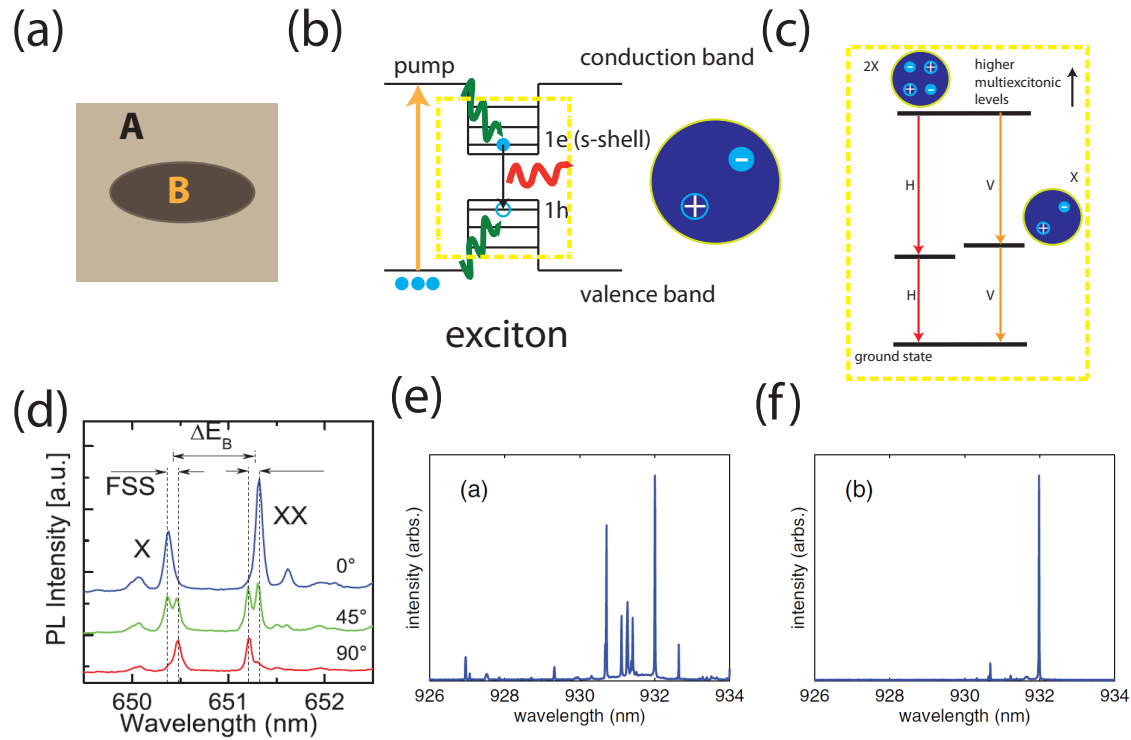 (a)
A
B
(b)
pump
conduction band
1e (s-shell)
1h
valence band
exciton
(c)
2X
higher
multiexcitonic
levels
H
V
X
H
V
ground state
(d)
ΔE_B
FSS
X
XX
0°
45°
90°
PL Intensity [a.u.]
650
651
652
Wavelength (nm)
(e)
(a)
intensity (arbs.)
926
928
930
932
934
wavelength (nm)
(f)
(b)
intensity (arbs.)
926
928
930
932
934
wavelength (nm)